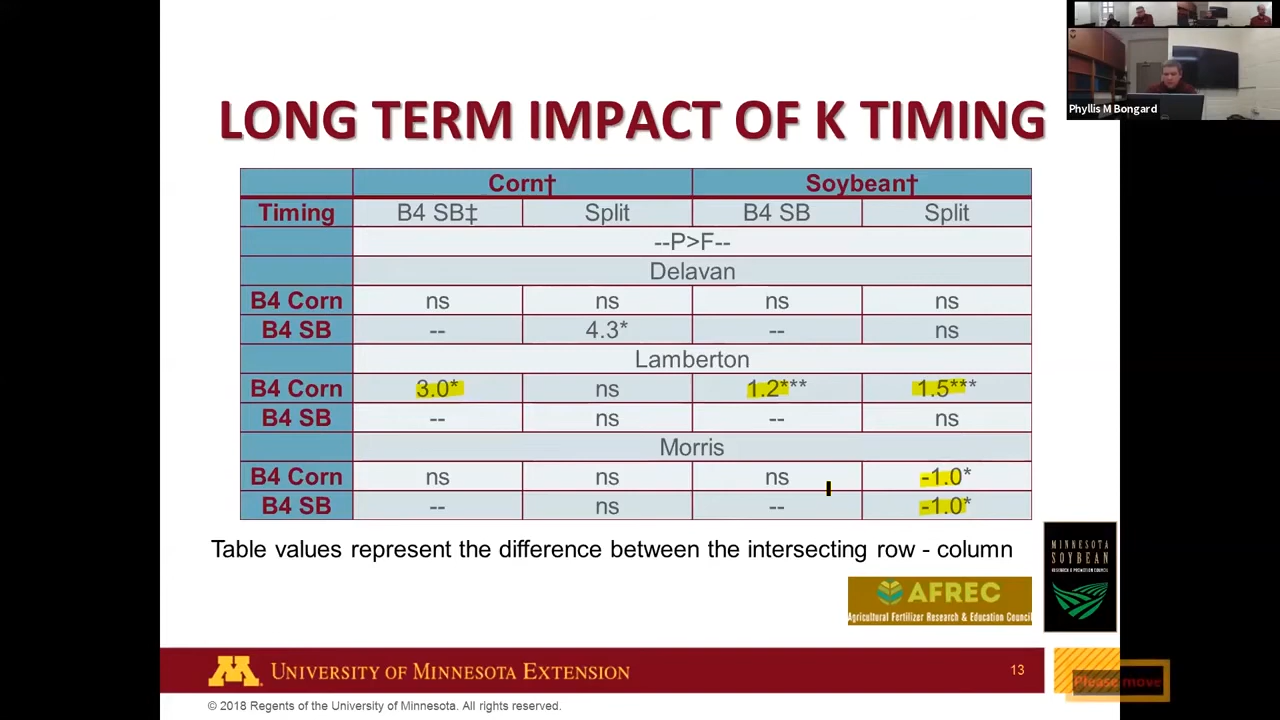 Phyllis M Bongard
LONG TERM IMPACT OF K TIMING
Corn† Soybean†
Timing B4 SB‡ Split B4 SB Split
--P>F--
Delavan
B4 Corn ns ns ns ns
B4 SB -- 4.3* -- ns
Lamberton
B4 Corn 3.0* ns 1.2*** 1.5***
B4 SB -- ns -- ns
Morris
B4 Corn ns ns ns -1.0*
B4 SB -- ns -- -1.0*
Table values represent the difference between the intersecting row - column
AFREC
Agricultural Fertilizer Research & Education Council
MINNESOTA
SOYBEAN
RESEARCH & PROMOTION COUNCIL
UNIVERSITY OF MINNESOTA EXTENSION
13
Please move
© 2018 Regents of the University of Minnesota. All rights reserved.